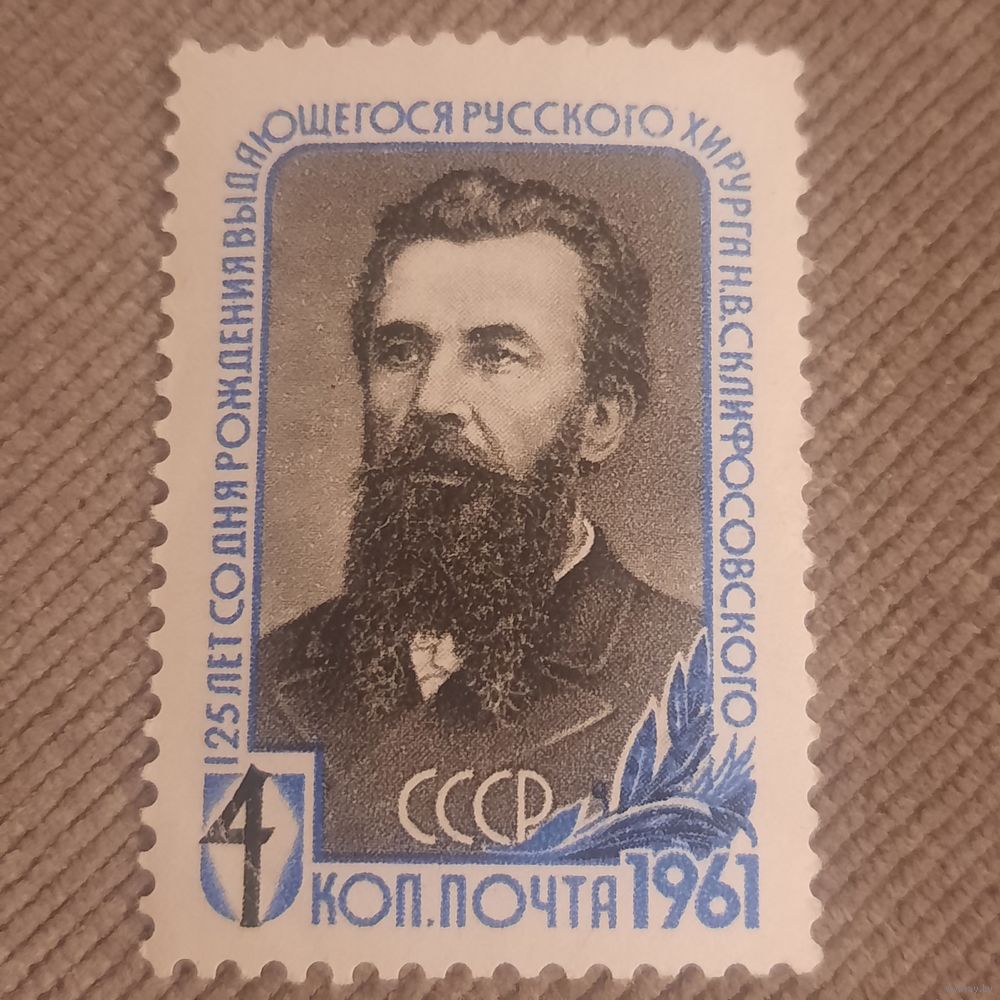 125 ЛЕТ СО ДНЯ РОЖДЕНИЯ ВЫДАЮЩЕГОСЯ РУССКОГО ХИРУРГА Н.В.СКЛИФОСОВСКОГО
СССР
4
КОП. ПОЧТА 1961